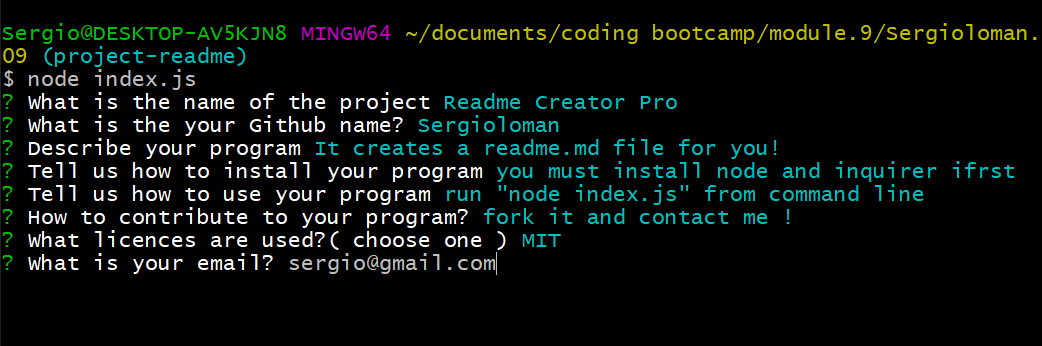 Sergio@DESKTOP-AV5KJN8 MINGW64 ~/documents/coding bootcamp/module.9/Sergioloman.
09 (project-readme)
$ node index.js
? What is the name of the project Readme Creator Pro
? What is the your Github name? Sergioloman
? Describe your program It creates a readme.md file for you!
? Tell us how to install your program you must install node and inquirer ifrst
? Tell us how to use your program run "node index.js" from command line
? How to contribute to your program? fork it and contact me !
? What licences are used?( choose one ) MIT
? What is your email? sergio@gmail.com